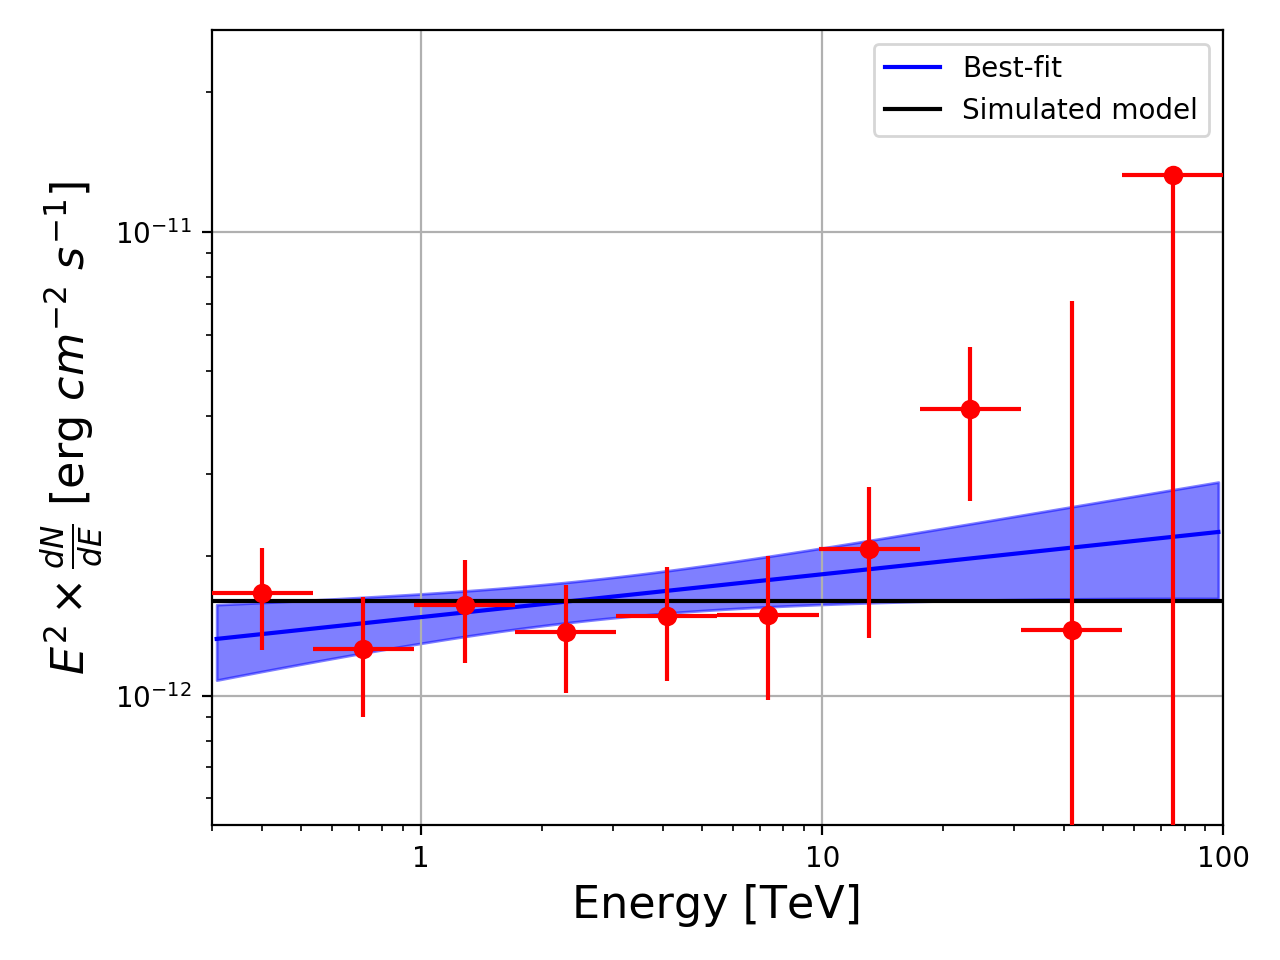 Best-fit
Simulated model
E² × dN/dE [erg cm⁻² s⁻¹]
10⁻¹¹
10⁻¹²
1 10 100
Energy [TeV]